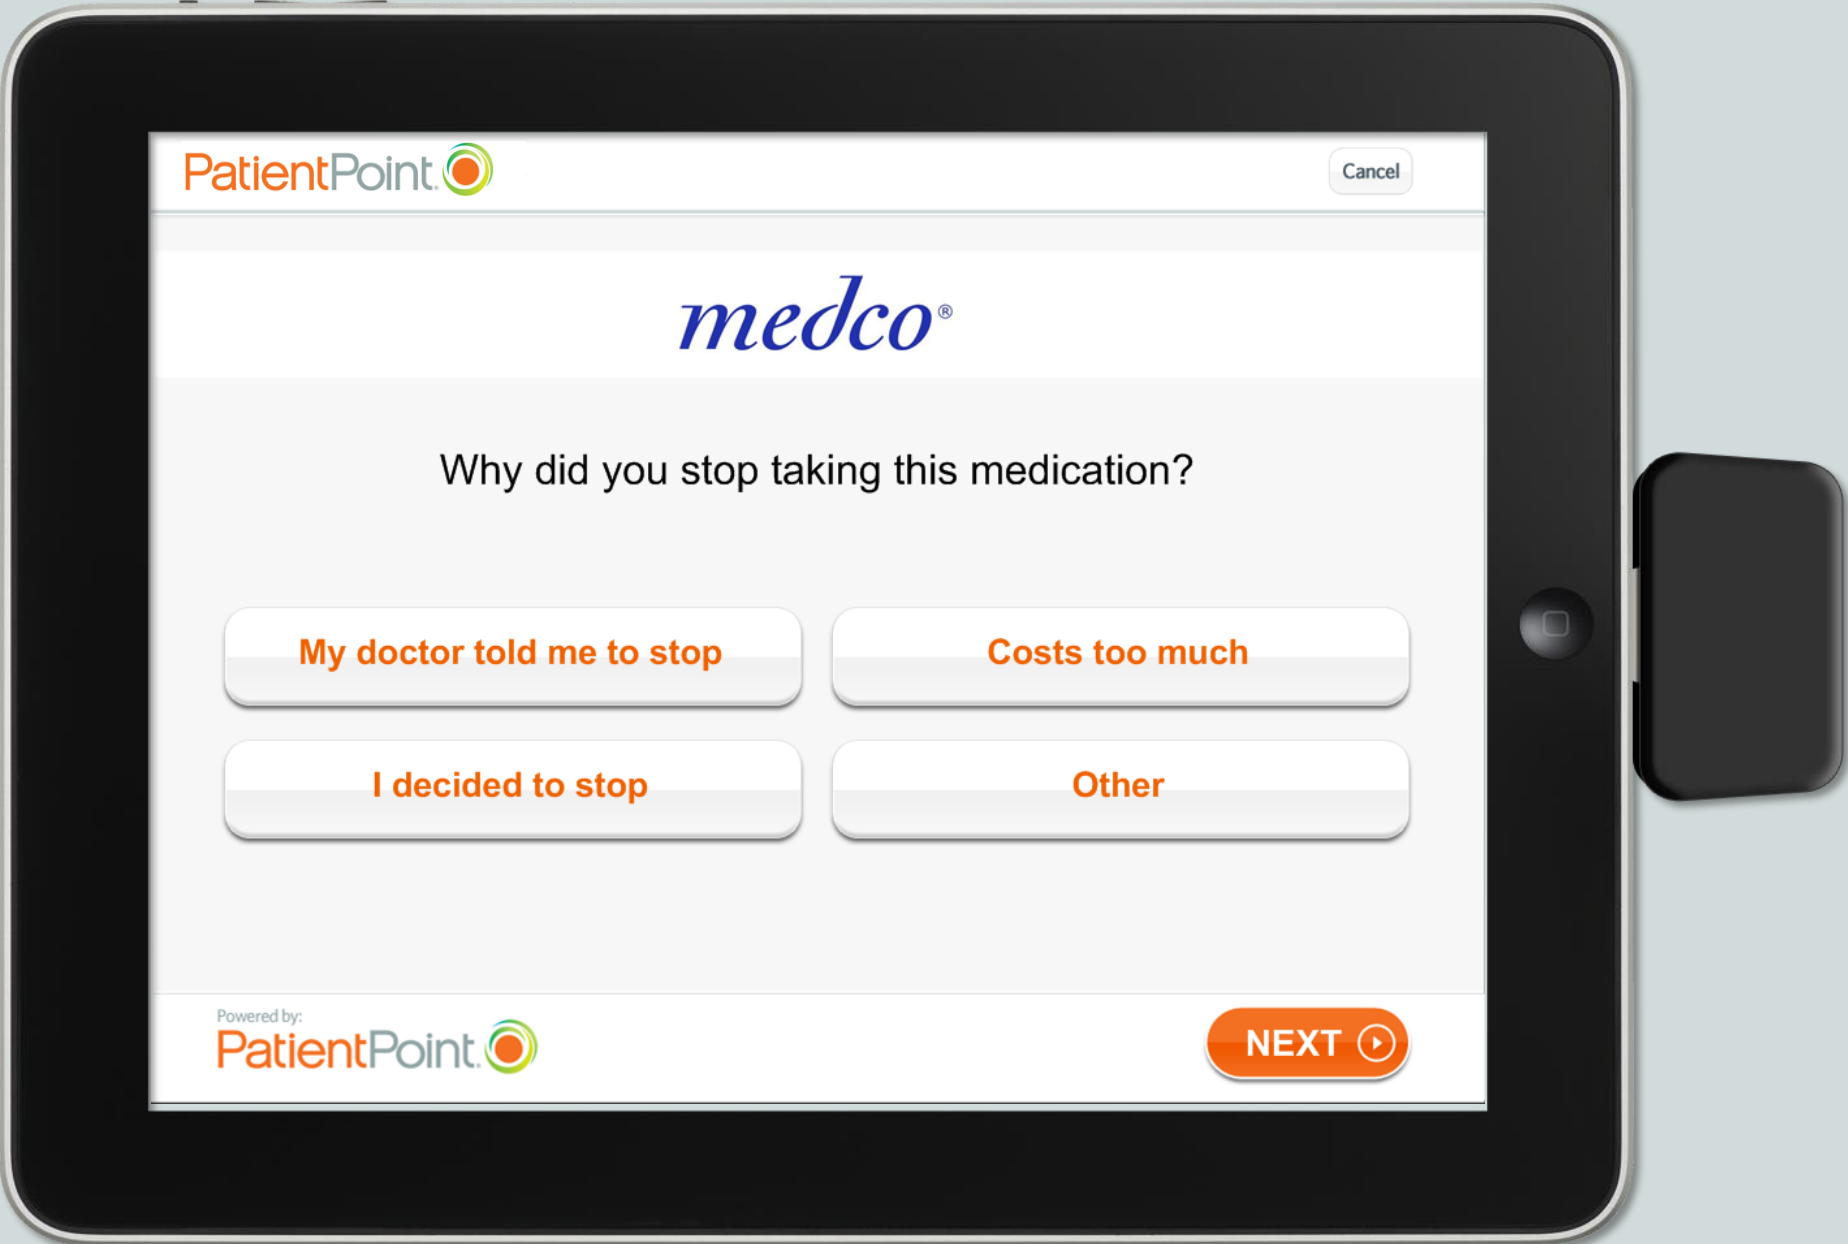 PatientPoint.
Cancel
medco®
Why did you stop taking this medication?
My doctor told me to stop
Costs too much
I decided to stop
Other
Powered by:
PatientPoint.
NEXT